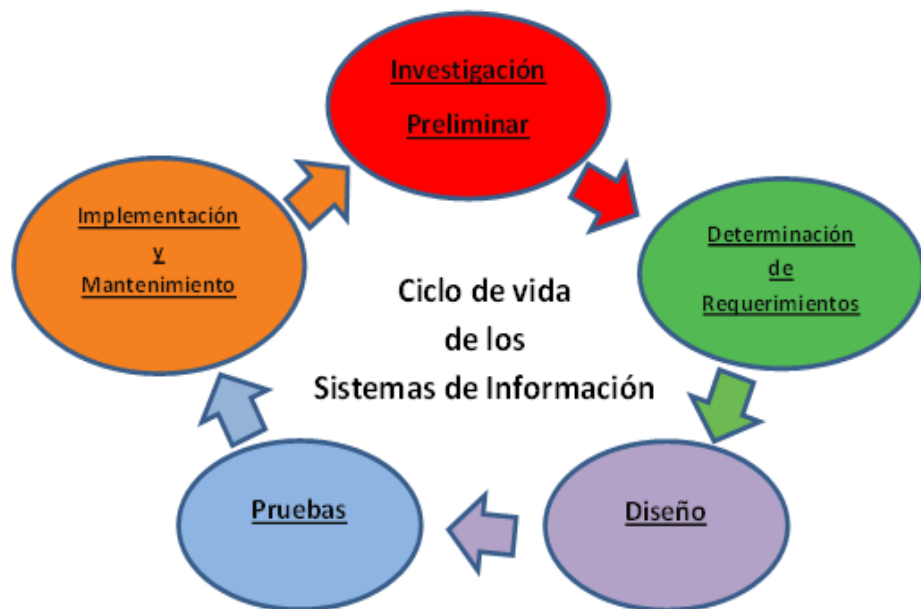 Investigación
Preliminar
Determinación
de
Requerimientos
Diseño
Pruebas
Implementación
y
Mantenimiento
Ciclo de vida
de los
Sistemas de Información